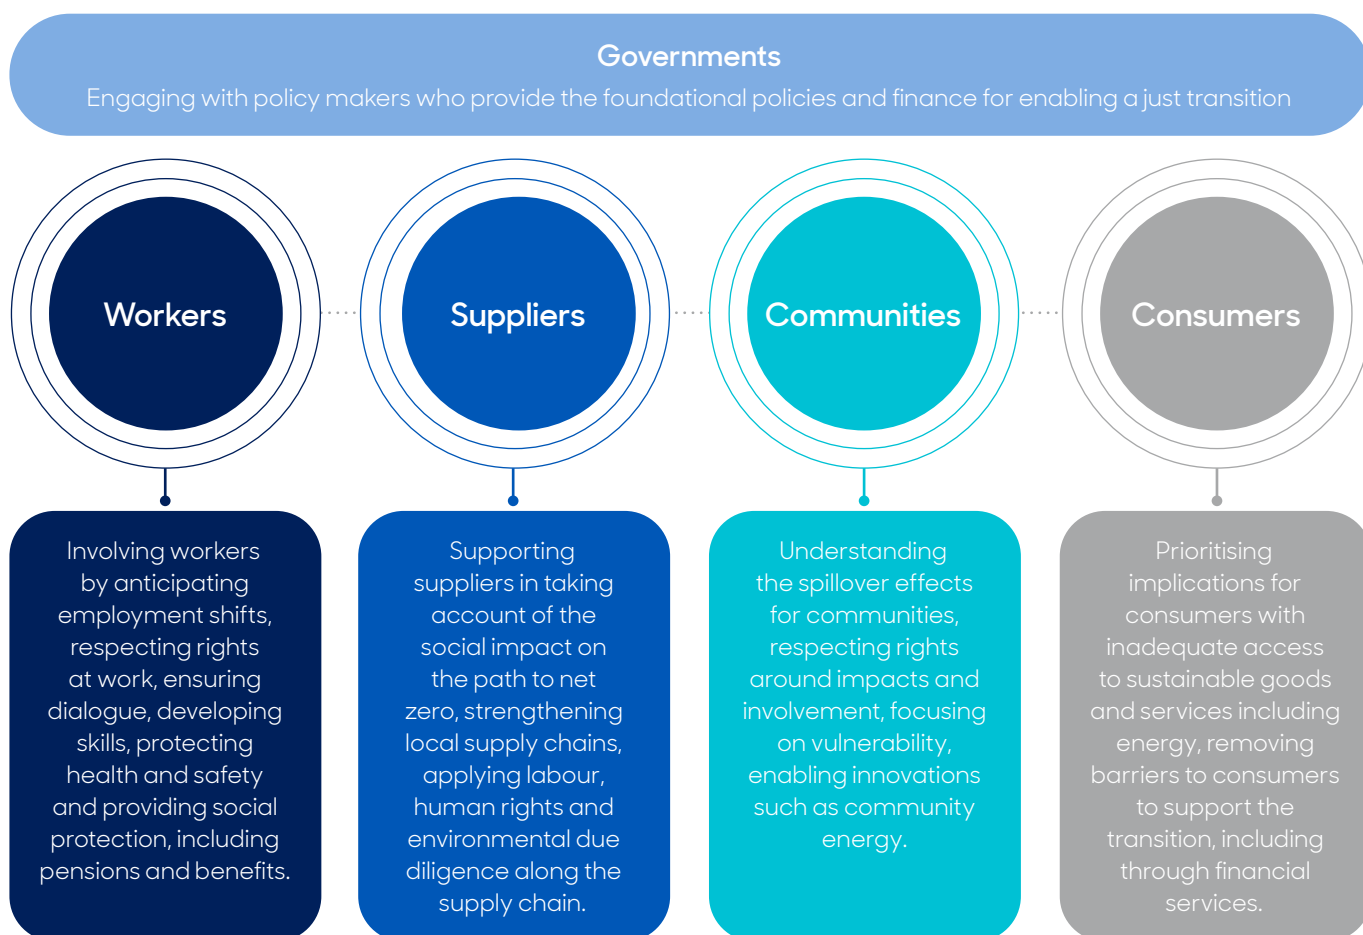 Governments
Engaging with policy makers who provide the foundational policies and finance for enabling a just transition
Workers
Suppliers
Communities
Consumers
Involving workers
by anticipating
employment shifts,
respecting rights
at work, ensuring
dialogue, developing
skills, protecting
health and safety
and providing social
protection, including
pensions and benefits.
Supporting
suppliers in taking
account of the
social impact on
the path to net
zero, strengthening
local supply chains,
applying labour,
human rights and
environmental due
diligence along the
supply chain.
Understanding
the spillover effects
for communities,
respecting rights
around impacts and
involvement, focusing
on vulnerability,
enabling innovations
such as community
energy.
Prioritising
implications for
consumers with
inadequate access
to sustainable goods
and services including
energy, removing
barriers to consumers
to support the
transition, including
through financial
services.